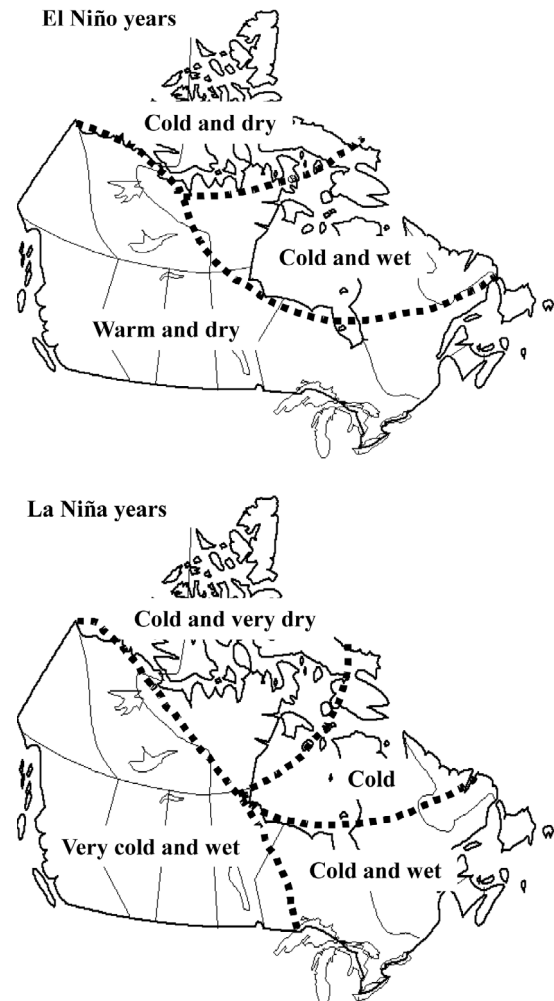 El Niño years
Cold and dry
Cold and wet
Warm and dry
La Niña years
Cold and very dry
Cold
Very cold and wet
Cold and wet